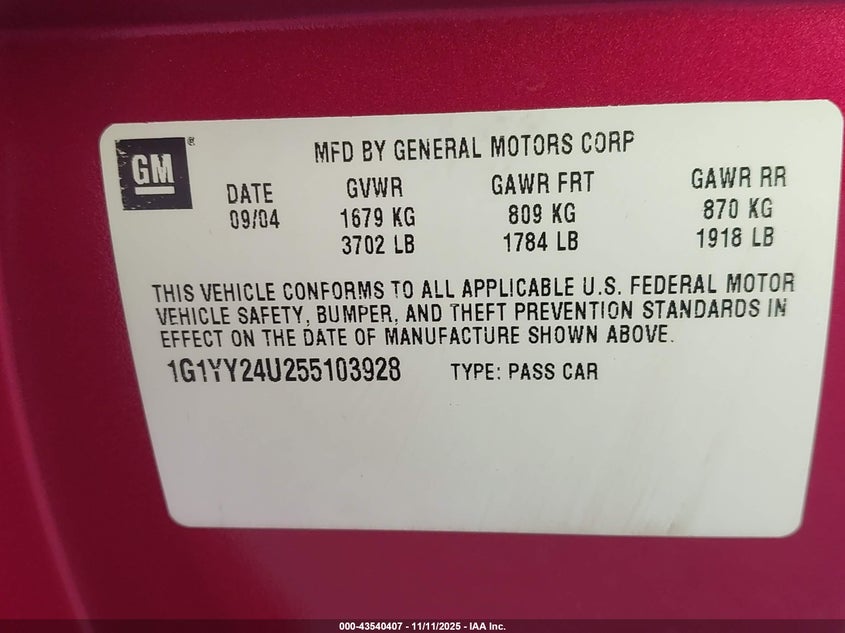 GM ®
MFD BY GENERAL MOTORS CORP
DATE GVWR GAWR FRT GAWR RR
09/04 1679 KG 809 KG 870 KG
3702 LB 1784 LB 1918 LB
THIS VEHICLE CONFORMS TO ALL APPLICABLE U.S. FEDERAL MOTOR
VEHICLE SAFETY, BUMPER, AND THEFT PREVENTION STANDARDS IN
EFFECT ON THE DATE OF MANUFACTURE SHOWN ABOVE.
1G1YY24U255103928 TYPE: PASS CAR
000-43540407 - 11/11/2025 - IAA Inc.